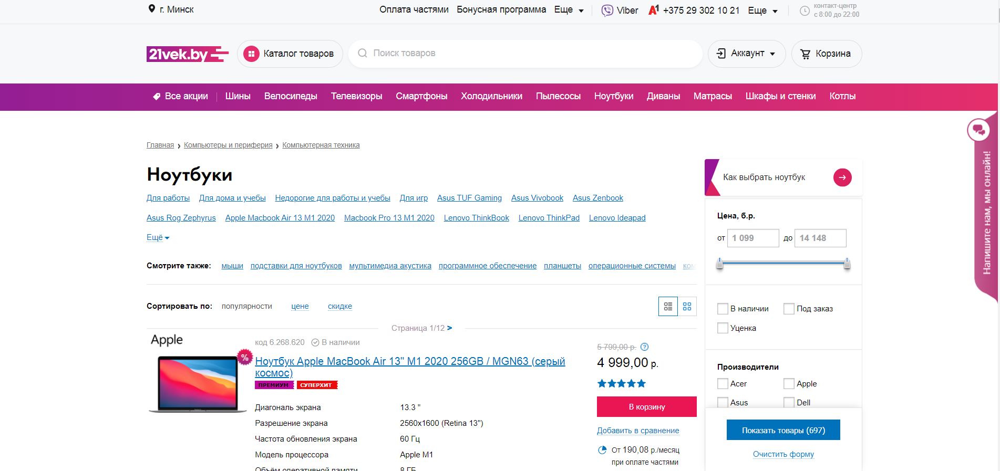 г. Минск
Оплата частями Бонусная программа Еще Viber A1 +375 29 302 10 21 Еще контакт-центр
с 8:00 до 22:00
21vek.by Каталог товаров Поиск товаров Аккаунт Корзина
Все акции Шины Велосипеды Телевизоры Смартфоны Холодильники Пылесосы Ноутбуки Диваны Матрасы Шкафы и стенки Котлы
Главная › Компьютеры и периферия › Компьютерная техника
Ноутбуки
Для работы Для дома и учебы Недорогие для работы и учебы Для игр Asus TUF Gaming Asus Vivobook Asus Zenbook
Asus Rog Zephyrus Apple Macbook Air 13 M1 2020 Macbook Pro 13 M1 2020 Lenovo ThinkBook Lenovo ThinkPad Lenovo Ideapad
Ещё
Смотрите также: мыши подставки для ноутбуков мультимедиа акустика программное обеспечение планшеты операционные системы ком
Сортировать по: популярности цене скидке
Страница 1/12 >
Apple
%
код 6.268.620 В наличии
Ноутбук Apple MacBook Air 13" M1 2020 256GB / MGN63 (серый
космос)
ПРЕМИУМ СУПЕРХИТ
Диагональ экрана 13.3 "
Разрешение экрана 2560x1600 (Retina 13")
Частота обновления экрана 60 Гц
Модель процессора Apple M1
Объём оперативной памяти 8 ГБ
5 799,00 р. ?
4 999,00 р.
В корзину
Добавить в сравнение
От 190,08 р./месяц
при оплате частями
Как выбрать ноутбук
Цена, б.р.
от 1 099 до 14 148
В наличии Под заказ
Уценка
Производители
Acer Apple
Asus Dell
Показать товары (697)
Очистить форму
Напишите нам, мы онлайн!